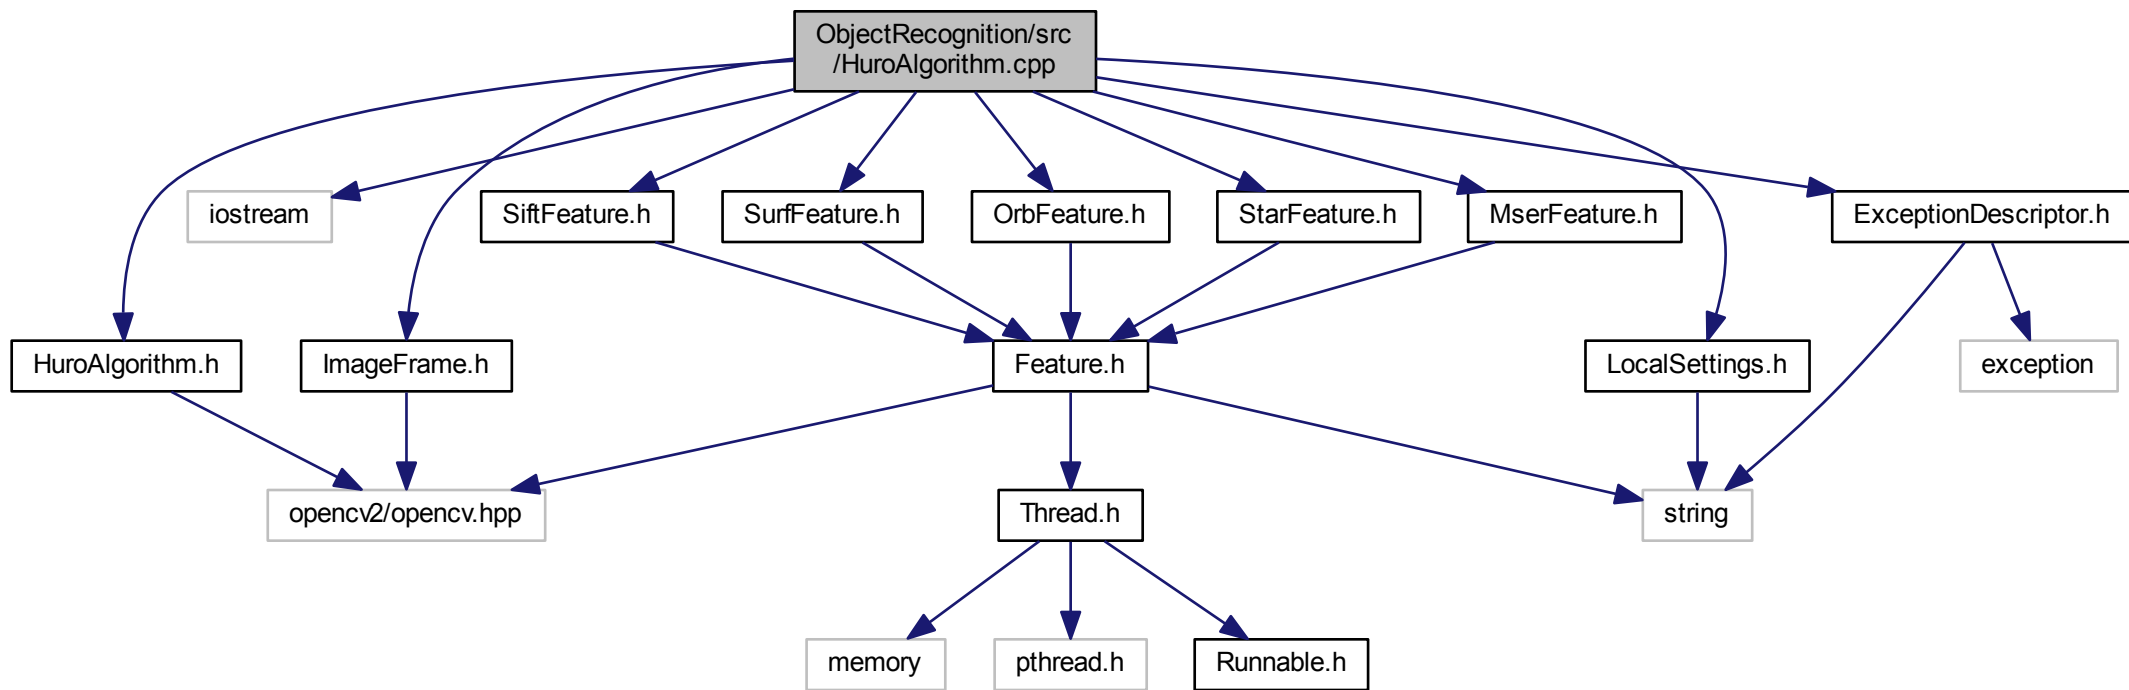 ObjectRecognition/src
/HuroAlgorithm.cpp
iostream
SiftFeature.h
SurfFeature.h
OrbFeature.h
StarFeature.h
MserFeature.h
ExceptionDescriptor.h
HuroAlgorithm.h
ImageFrame.h
Feature.h
LocalSettings.h
exception
opencv2/opencv.hpp
Thread.h
string
memory
pthread.h
Runnable.h